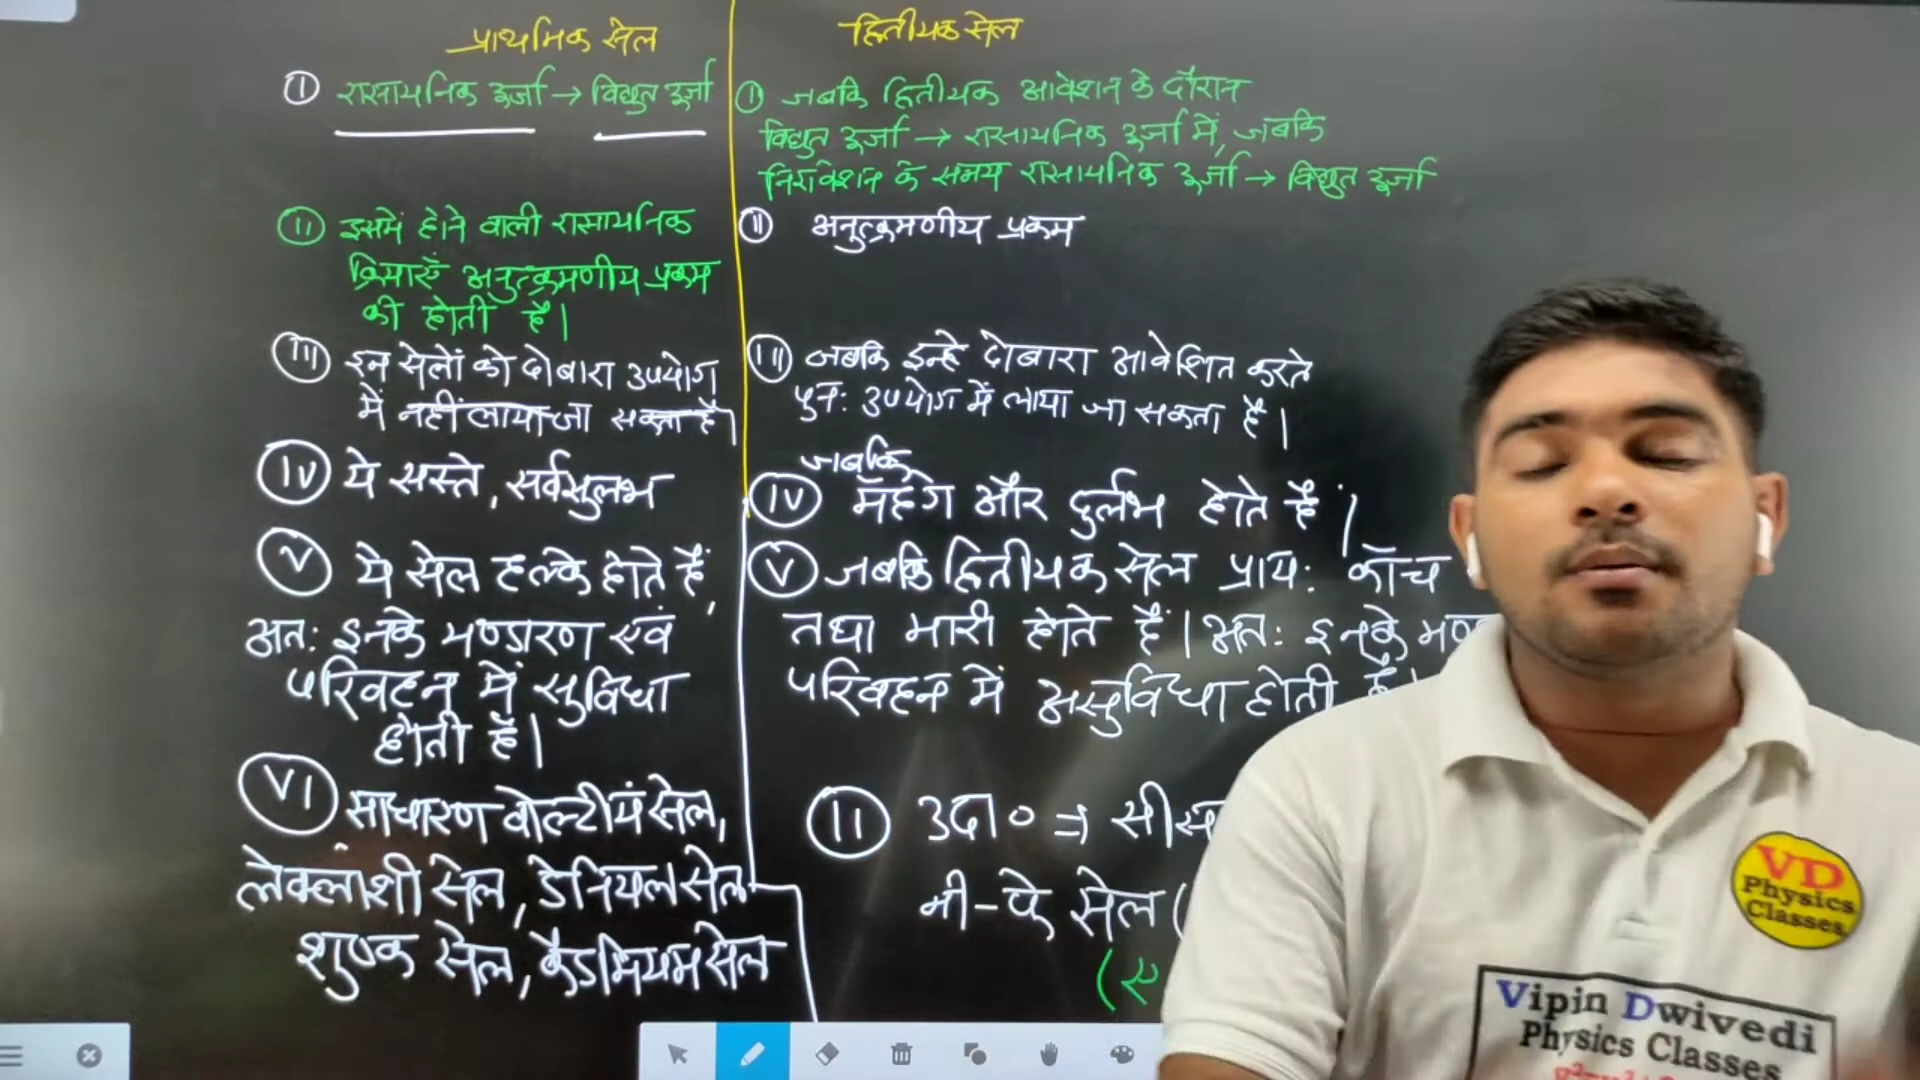 प्राथमिक सेल
① रासायनिक ऊर्जा → विद्युत ऊर्जा
(II) इसमें होने वाली रासायनिक
क्रियाएँ अनुत्क्रमणीय प्रक्रम
की होती है।
(III) इन सेलों को दोबारा उपयोग
में नहीं लाया जा सकता है।
(IV) ये सस्ते, सर्वसुलभ
(V) ये सेल हल्के होते हैं,
अतः इनके भण्डारण एवं
परिवहन में सुविधा
होती है।
(VI) साधारण वोल्टीय सेल,
लेक्लांशी सेल, डेनियल सेल
शुष्क सेल, कैडमियम सेल
द्वितीयक सेल
① जबकि द्वितीयक आवेशन के दौरान
विद्युत ऊर्जा → रासायनिक ऊर्जा में, जबकि
निरावेशन के समय रासायनिक ऊर्जा → विद्युत ऊर्जा
(II) अनुत्क्रमणीय प्रक्रम
(III) जबकि इन्हे दोबारा आवेशित करते
पुनः उपयोग में लाया जा सकता है।
जबकि
(IV) मँहगे और दुर्लभ होते है।
(V) जबकि द्वितीयक सेल प्रायः काँच
तथा भारी होते हैं। अतः इनके
परिवहन में असुविधा होती है।
(11) उदा० ⇒
नी-फे सेल (
VD
Physics
Classes
Vipin Dwivedi
Physics Classes